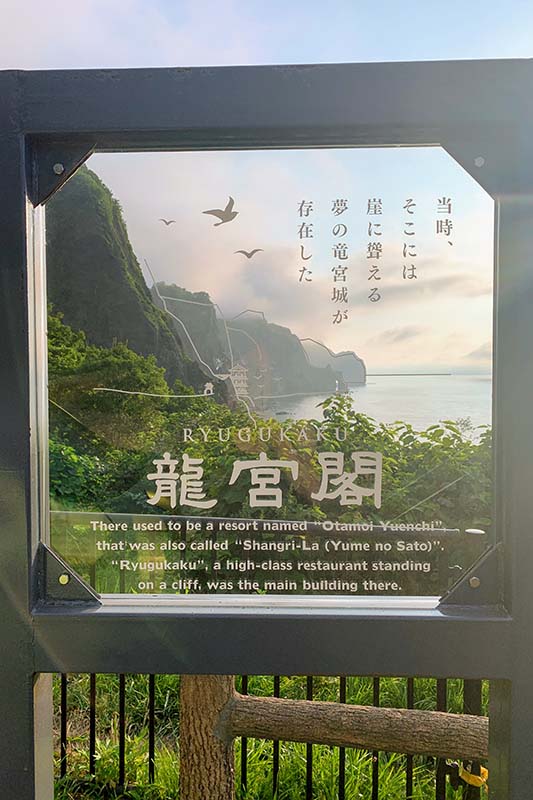 当時、
そこには
崖に聳える
夢の竜宮城が
存在した
RYUGUKAKU
龍宮閣
There used to be a resort named "Otamoi Yuenchi",
that was also called "Shangri-La (Yume no Sato)".
"Ryugukaku", a high-class restaurant standing
on a cliff, was the main building there.